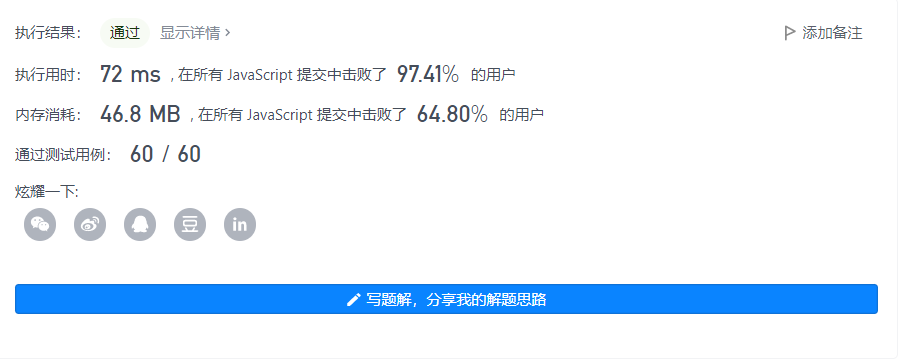 执行结果： 通过 显示详情 › 添加备注
执行用时： 72 ms , 在所有 JavaScript 提交中击败了 97.41% 的用户
内存消耗： 46.8 MB , 在所有 JavaScript 提交中击败了 64.80% 的用户
通过测试用例： 60 / 60
炫耀一下:
豆 in
写题解，分享我的解题思路